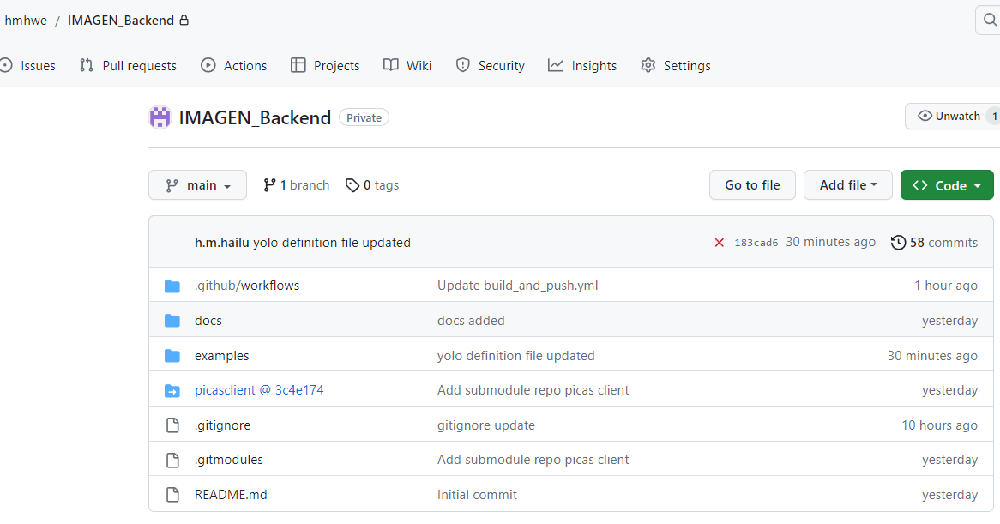 hmhwe / IMAGEN_Backend
Issues Pull requests Actions Projects Wiki Security Insights Settings
IMAGEN_Backend Private Unwatch 1
main 1 branch 0 tags Go to file Add file Code
h.m.hailu yolo definition file updated 183cad6 30 minutes ago 58 commits
.github/workflows Update build_and_push.yml 1 hour ago
docs docs added yesterday
examples yolo definition file updated 30 minutes ago
picasclient @ 3c4e174 Add submodule repo picas client yesterday
.gitignore gitignore update 10 hours ago
.gitmodules Add submodule repo picas client yesterday
README.md Initial commit yesterday